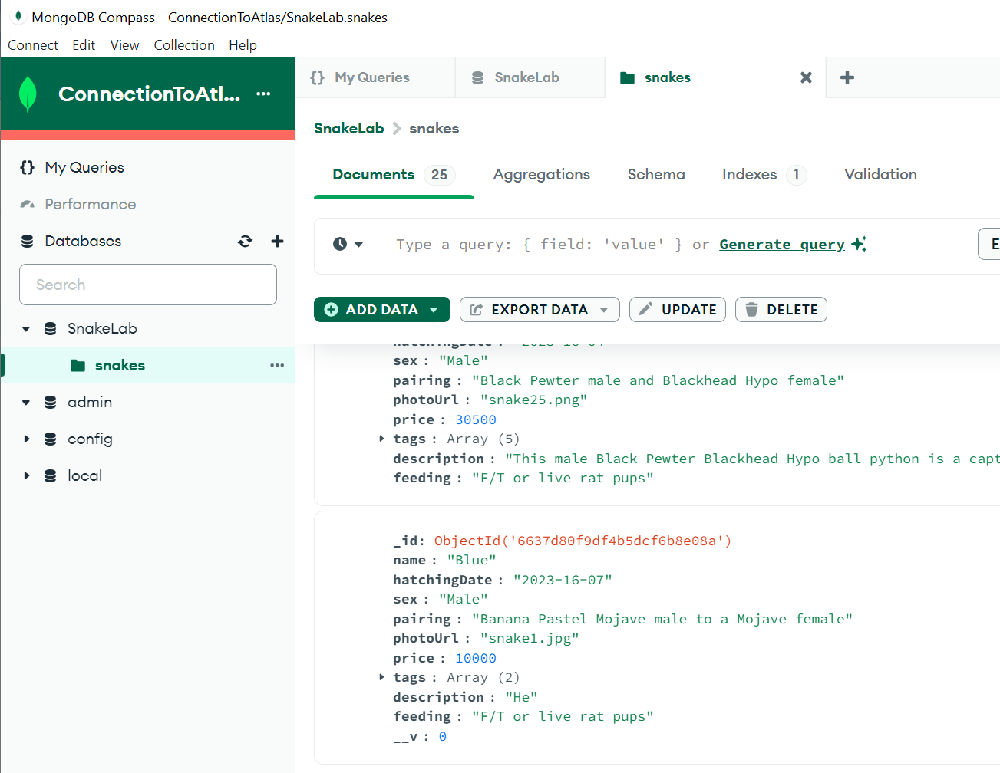 MongoDB Compass - ConnectionToAtlas/SnakeLab.snakes
Connect Edit View Collection Help
ConnectionToAtl... ...
{} My Queries SnakeLab snakes
SnakeLab > snakes
My Queries
Performance
Databases
Search
SnakeLab
snakes
admin
config
local
Documents 25 Aggregations Schema Indexes 1 Validation
Type a query: { field: 'value' } or Generate query
E
ADD DATA EXPORT DATA UPDATE DELETE
sex : "Male"
pairing : "Black Pewter male and Blackhead Hypo female"
photoUrl : "snake25.png"
price : 30500
tags : Array (5)
description : "This male Black Pewter Blackhead Hypo ball python is a capt
feeding : "F/T or live rat pups"
_id: ObjectId('6637d80f9df4b5dcf6b8e08a')
name : "Blue"
hatchingDate : "2023-16-07"
sex : "Male"
pairing : "Banana Pastel Mojave male to a Mojave female"
photoUrl : "snake1.jpg"
price : 10000
tags : Array (2)
description : "He"
feeding : "F/T or live rat pups"
__v : 0